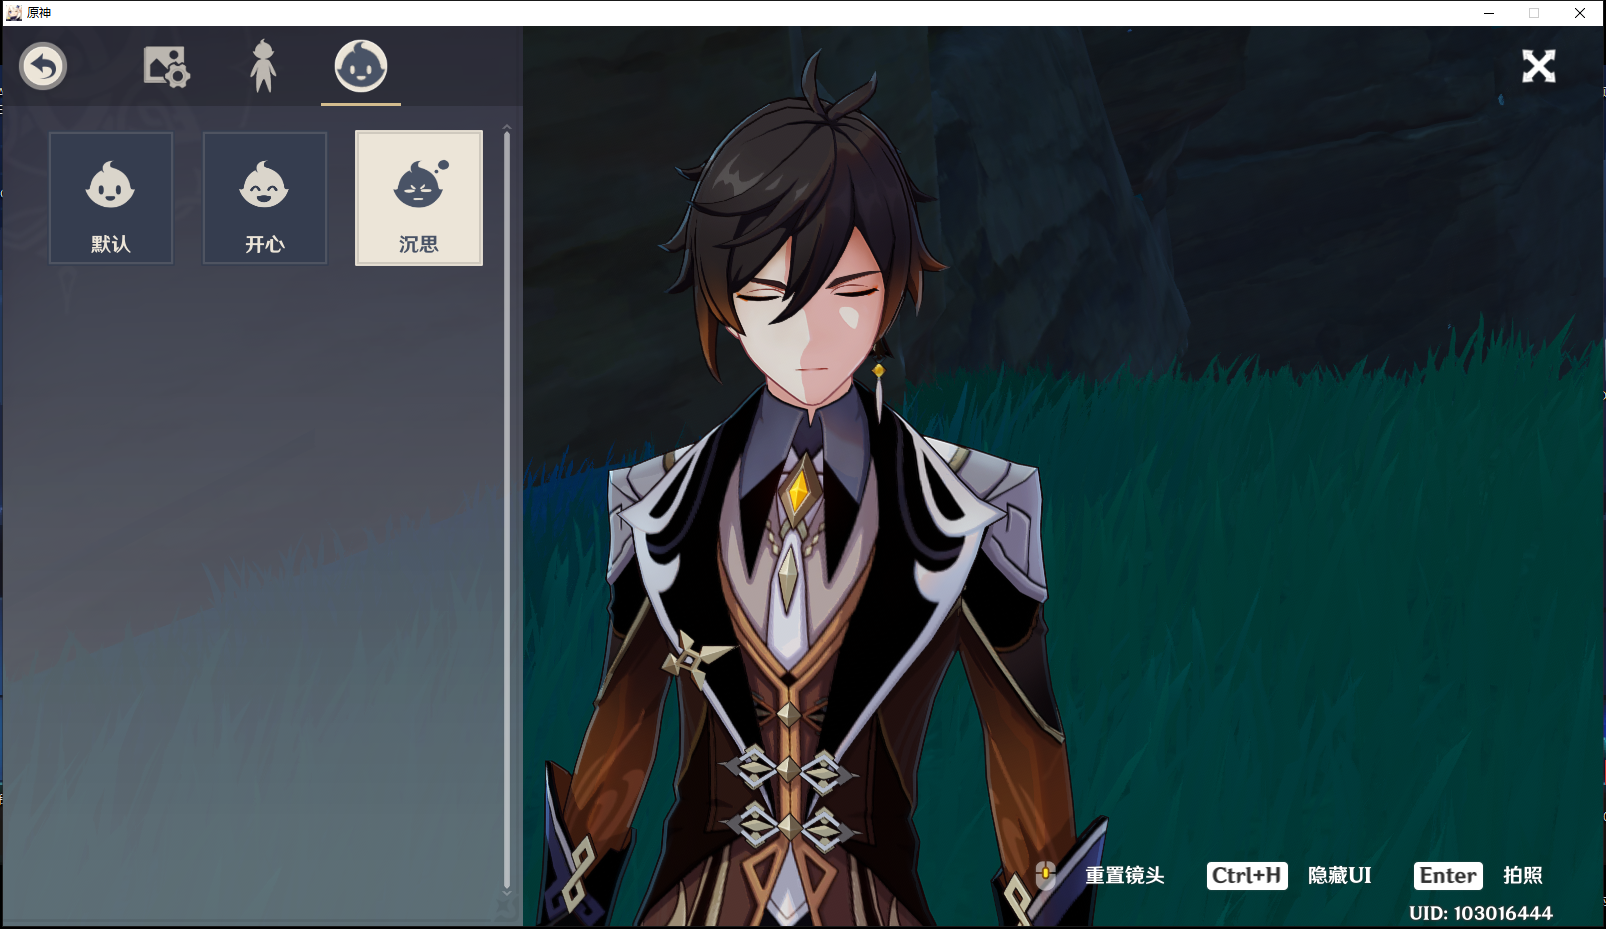 原神
默认
开心
沉思
重置镜头
Ctrl+H 隐藏UI
Enter 拍照
UID: 103016444